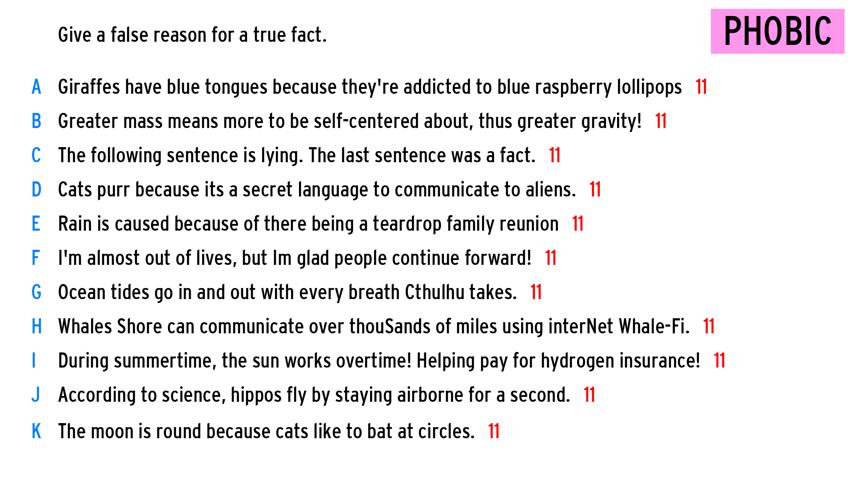 Give a false reason for a true fact.
PHOBIC
A Giraffes have blue tongues because they're addicted to blue raspberry lollipops 11
B Greater mass means more to be self-centered about, thus greater gravity! 11
C The following sentence is lying. The last sentence was a fact. 11
D Cats purr because its a secret language to communicate to aliens. 11
E Rain is caused because of there being a teardrop family reunion 11
F I'm almost out of lives, but Im glad people continue forward! 11
G Ocean tides go in and out with every breath Cthulhu takes. 11
H Whales Shore can communicate over thouSands of miles using interNet Whale-Fi. 11
I During summertime, the sun works overtime! Helping pay for hydrogen insurance! 11
J According to science, hippos fly by staying airborne for a second. 11
K The moon is round because cats like to bat at circles. 11